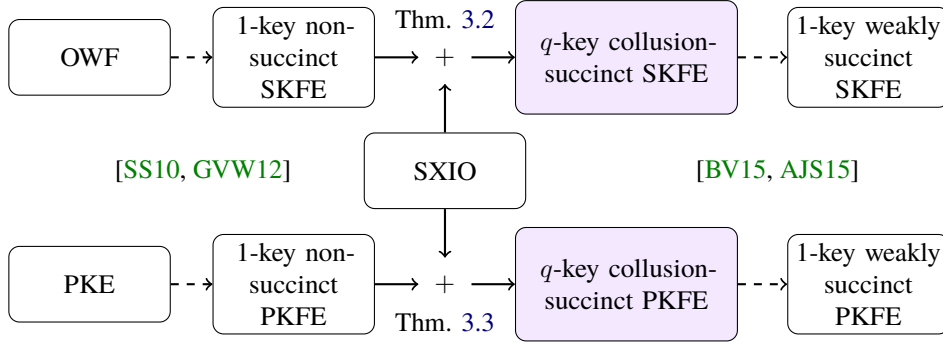 OWF
1-key non-
succinct
SKFE
Thm. 3.2
+
q-key collusion-
succinct SKFE
1-key weakly
succinct
SKFE
[SS10, GVW12]
SXIO
[BV15, AJS15]
PKE
1-key non-
succinct
PKFE
+
Thm. 3.3
q-key collusion-
succinct PKFE
1-key weakly
succinct
PKFE